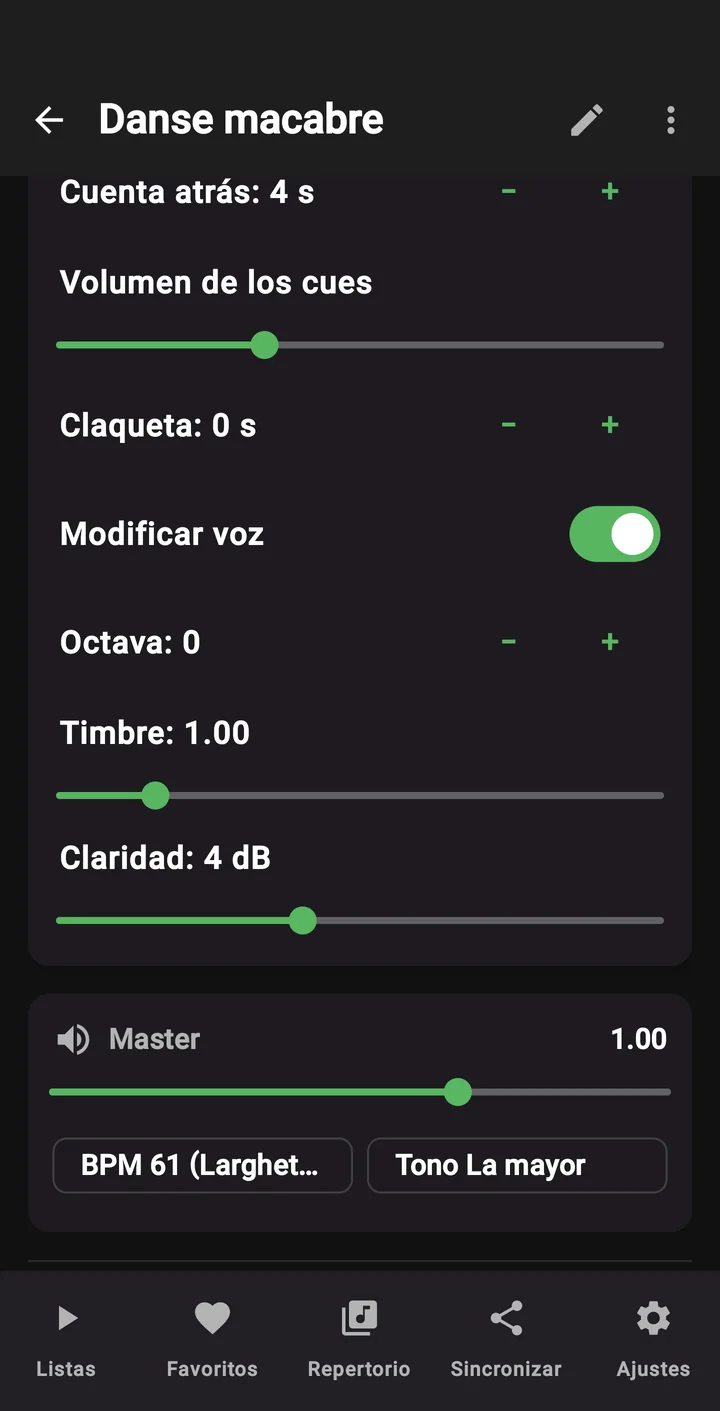 Danse macabre
Cuenta atrás: 4 s
−
+
Volumen de los cues
Claqueta: 0 s
−
+
Modificar voz
Octava: 0
−
+
Timbre: 1.00
Claridad: 4 dB
Master
1.00
BPM 61 (Larghet...
Tono La mayor
Listas
Favoritos
Repertorio
Sincronizar
Ajustes